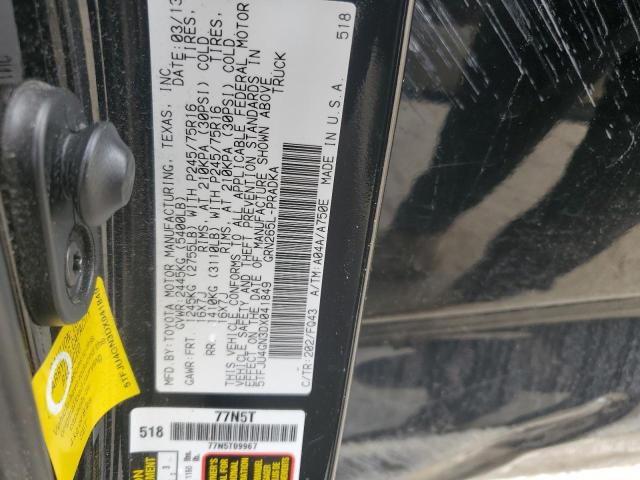 MFD.BY:TOYOTA MOTOR MANUFACTURING, TEXAS, INC.
DATE:03/13
GVWR 2445KG (5400LB)
GAWR:FRT. 1245KG (2755LB) WITH P245/75R16 TIRES,
16X7J RIMS, AT 210KPA (30PSI) COLD
RR. 1410KG (3110LB) WITH P245/75R16 TIRES,
16X7J RIMS, AT 210KPA (30PSI) COLD
THIS VEHICLE CONFORMS TO ALL APPLICABLE FEDERAL MOTOR
VEHICLE SAFETY AND THEFT PREVENTION STANDARDS IN
EFFECT ON THE DATE OF MANUFACTURE SHOWN ABOVE.
5TFJU4GN3DX041849 TRUCK
GRN265L-PRADKA
C/TR:202/FQ43 A/TM:A04A/A750E
MADE IN U.S.A. 518
5TFJU4GN3DX041849
518
77N5T
77N5T09967